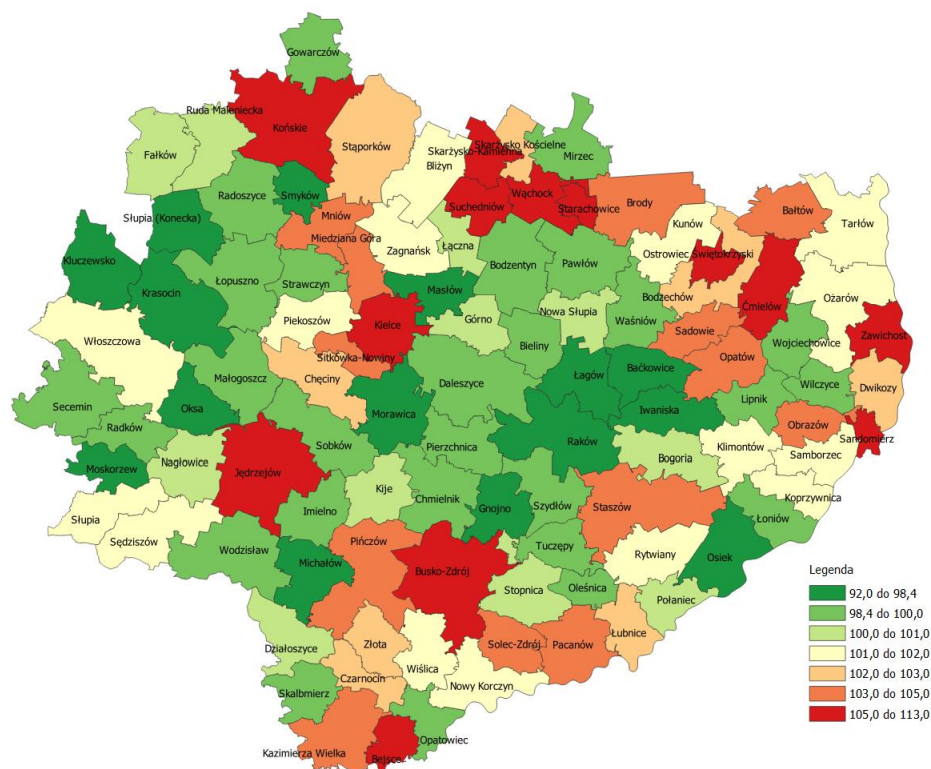 Gowarczów
Ruda Maleniecka
Końskie
Skarżysko Kościelne
Stąporków
Skarżysko-Kamienna
Fałków
Bliżyn
Mirzec
Radoszyce
Smyków
Wąchock
Suchedniów
Starachowice
Brody
Słupia (Konecka)
Mniów
Bałtów
Kunów
Tarłów
Miedziana Góra
Zagnańsk
Łączna
Ostrowiec Świętokrzyski
Kluczewsko
Bodzentyn
Pawłów
Łopuszno
Strawczyn
Masłów
Bodzechów
Ożarów
Krasocin
Ćmielów
Górno
Nowa Słupia
Piekoszów
Kielce
Waśniów
Sadowie
Zawichost
Włoszczowa
Bieliny
Wojciechowice
Sitkówka-Nowiny
Opatów
Chęciny
Łagów
Baćkowice
Małogoszcz
Daleszyce
Wilczyce
Dwikozy
Lipnik
Secemin
Oksa
Morawica
Iwaniska
Obrazów
Radków
Sandomierz
Sobków
Pierzchnica
Raków
Klimontów
Samborzec
Bogoria
Moskorzew
Nagłowice
Jędrzejów
Kije
Chmielnik
Koprzywnica
Gnojno
Szydłów
Staszów
Imielno
Łoniów
Słupia
Sędziszów
Pińczów
Tuczępy
Wodzisław
Rytwiany
Osiek
Michałów
Busko-Zdrój
Oleśnica
Stopnica
Połaniec
Łubnice
Działoszyce
Złota
Solec-Zdrój
Pacanów
Wiślica
Czarnocin
Nowy Korczyn
Skalbmierz
Opatowiec
Kazimierza Wielka
Bejsce
Legenda
92,0 do 98,4
98,4 do 100,0
100,0 do 101,0
101,0 do 102,0
102,0 do 103,0
103,0 do 105,0
105,0 do 113,0